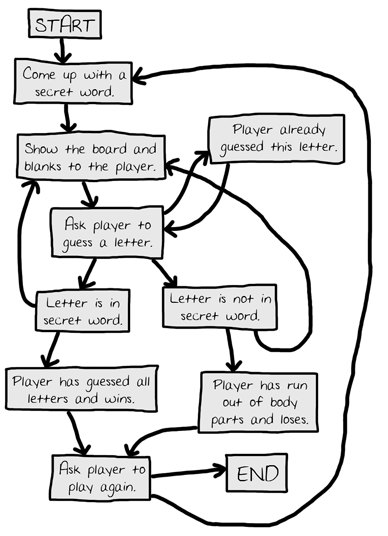 START
Come up with a
secret word.
Show the board and
blanks to the player.
Player already
guessed this letter.
Ask player to
guess a letter.
Letter is in
secret word.
Letter is not in
secret word.
Player has guessed all
letters and wins.
Player has run
out of body
parts and loses.
Ask player to
play again.
END